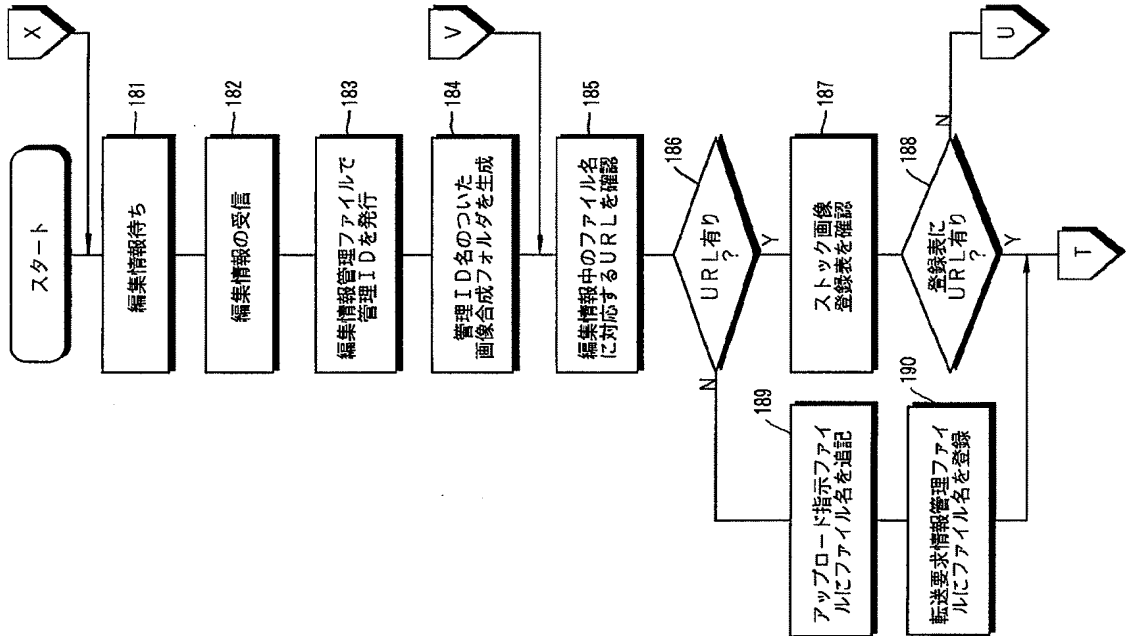 スタート
X
編集情報待ち
181
編集情報の受信
182
編集情報管理ファイルで
管理IDを発行
183
管理ID名のついた
画像合成フォルダを生成
184
V
編集情報中のファイル名
に対応するURLを確認
185
URL有り
?
186
N
Y
ストック画像
登録表を確認
187
登録表に
URL有り
?
188
N
Y
U
アップロード指示ファイ
ルにファイル名を追記
189
転送要求情報管理ファイ
ルにファイル名を登録
190
T